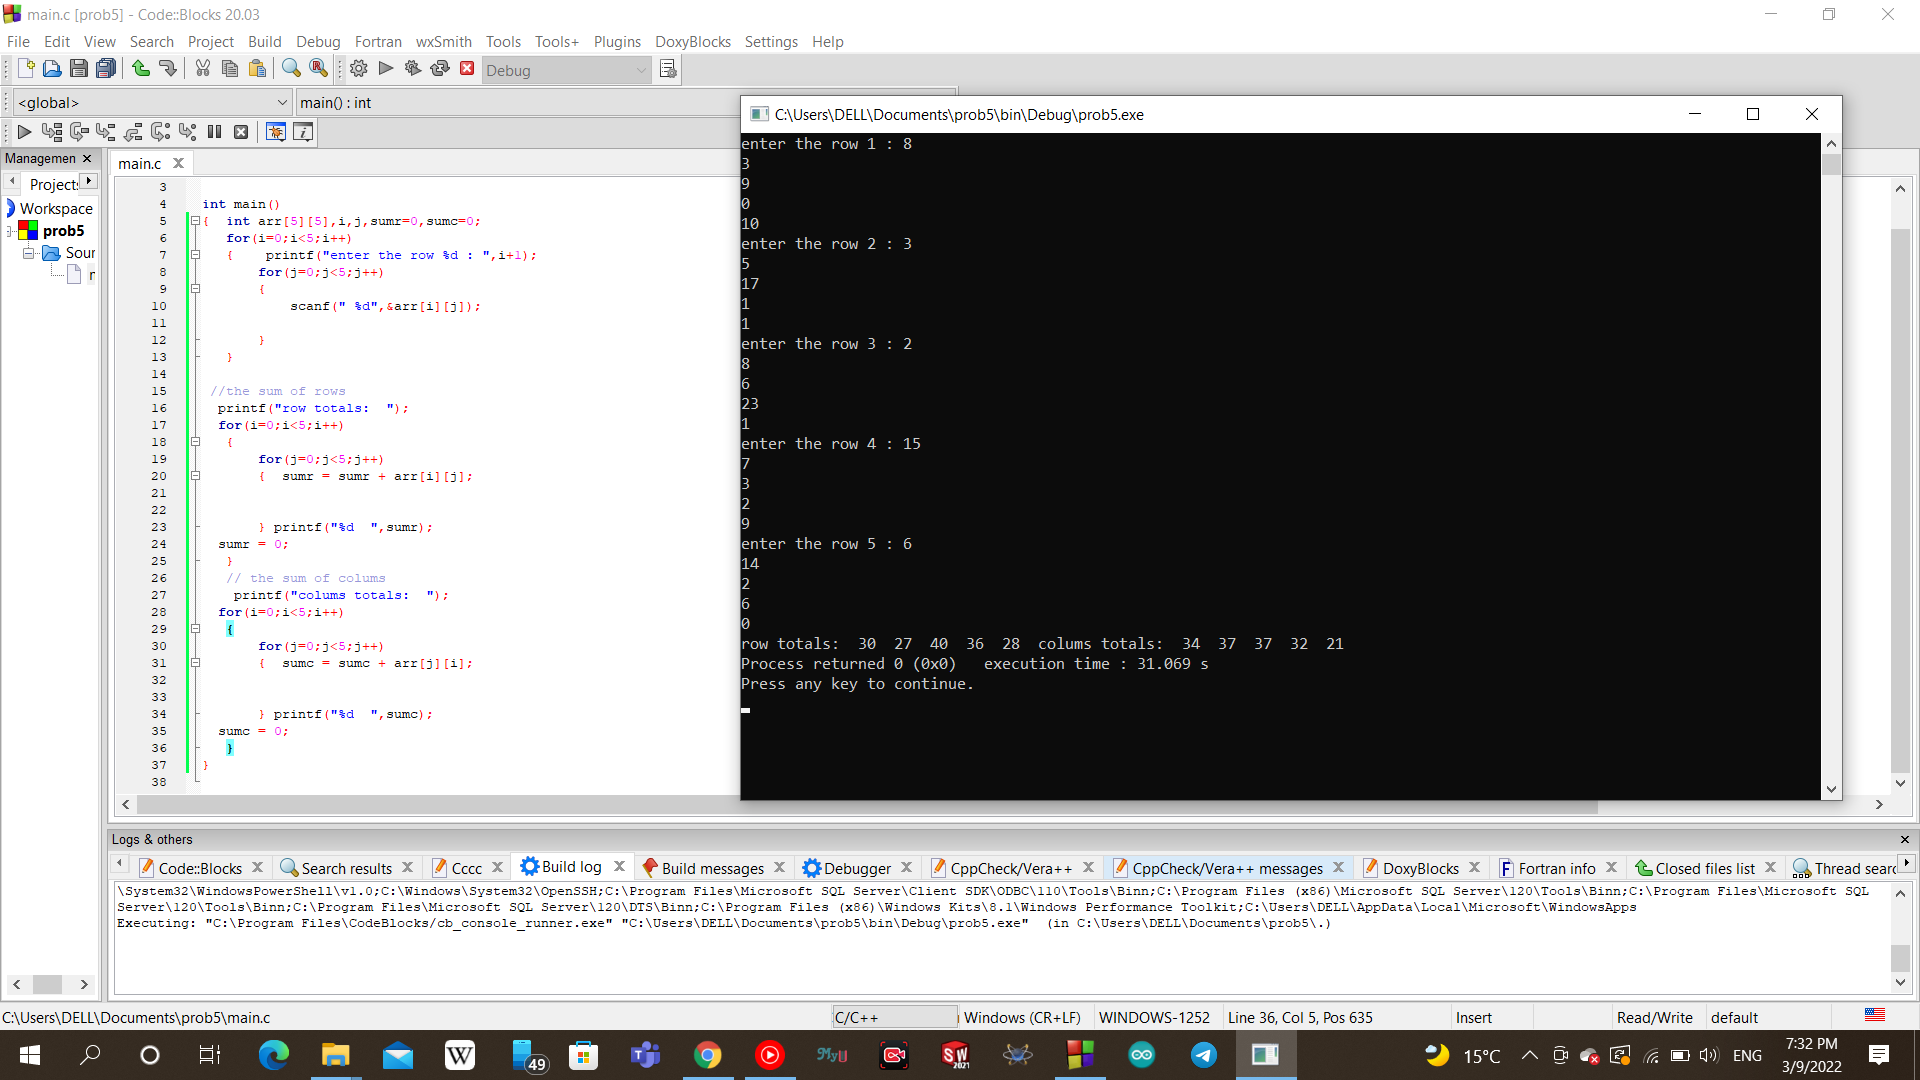 main.c [prob5] - Code::Blocks 20.03
File Edit View Search Project Build Debug Fortran wxSmith Tools Tools+ Plugins DoxyBlocks Settings Help
Debug
<global> main() : int
Managemen
Projects
Workspace
prob5
Sour
main.c
3
4 int main()
5 { int arr[5][5],i,j,sumr=0,sumc=0;
6 for(i=0;i<5;i++)
7 { printf("enter the row %d : ",i+1);
8 for(j=0;j<5;j++)
9 {
10 scanf(" %d",&arr[i][j]);
11
12 }
13 }
14
15 //the sum of rows
16 printf("row totals:  ");
17 for(i=0;i<5;i++)
18 {
19 for(j=0;j<5;j++)
20 { sumr = sumr + arr[i][j];
21
22
23 } printf("%d  ",sumr);
24 sumr = 0;
25 }
26 // the sum of colums
27 printf("colums totals:  ");
28 for(i=0;i<5;i++)
29 {
30 for(j=0;j<5;j++)
31 { sumc = sumc + arr[j][i];
32
33
34 } printf("%d  ",sumc);
35 sumc = 0;
36 }
37 }
38
C:\Users\DELL\Documents\prob5\bin\Debug\prob5.exe
enter the row 1 : 8
3
9
0
10
enter the row 2 : 3
5
17
1
1
enter the row 3 : 2
8
6
23
1
enter the row 4 : 15
7
3
2
9
enter the row 5 : 6
14
2
6
0
row totals:  30  27  40  36  28  colums totals:  34  37  37  32  21
Process returned 0 (0x0)   execution time : 31.069 s
Press any key to continue.
Logs & others
Code::Blocks Search results Cccc Build log Build messages Debugger CppCheck/Vera++ CppCheck/Vera++ messages DoxyBlocks Fortran info Closed files list Thread searc
\System32\WindowsPowerShell\v1.0;C:\Windows\System32\OpenSSH;C:\Program Files\Microsoft SQL Server\Client SDK\ODBC\110\Tools\Binn;C:\Program Files (x86)\Microsoft SQL Server\120\Tools\Binn;C:\Program Files\Microsoft SQL
Server\120\Tools\Binn;C:\Program Files\Microsoft SQL Server\120\DTS\Binn;C:\Program Files (x86)\Windows Kits\8.1\Windows Performance Toolkit;C:\Users\DELL\AppData\Local\Microsoft\WindowsApps
Executing: "C:\Program Files\CodeBlocks/cb_console_runner.exe" "C:\Users\DELL\Documents\prob5\bin\Debug\prob5.exe"  (in C:\Users\DELL\Documents\prob5\.)
C:\Users\DELL\Documents\prob5\main.c C/C++ Windows (CR+LF) WINDOWS-1252 Line 36, Col 5, Pos 635 Insert Read/Write default
W 49 MyU SW 2021 15°C ENG 7:32 PM
3/9/2022